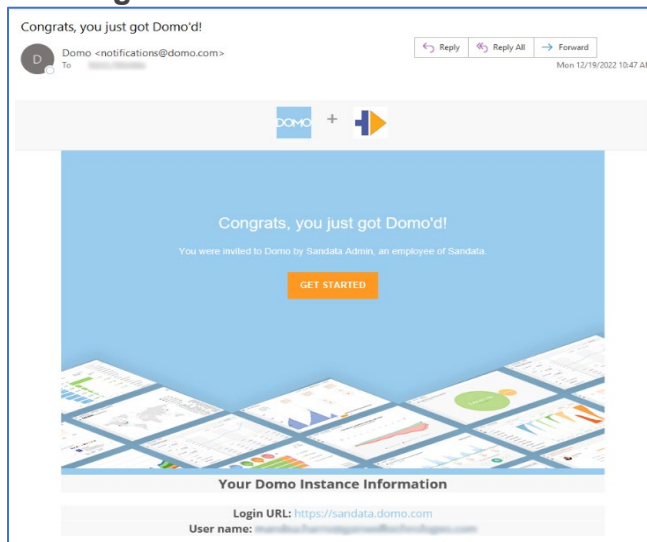 Congrats, you just got Domo'd!
D
Domo <notifications@domo.com>
To
Reply Reply All Forward
Mon 12/19/2022 10:47 AM
DOMO +
Congrats, you just got Domo'd!
You were invited to Domo by Sandata Admin, an employee of Sandata.
GET STARTED
Your Domo Instance Information
Login URL: https://sandata.domo.com
User name: